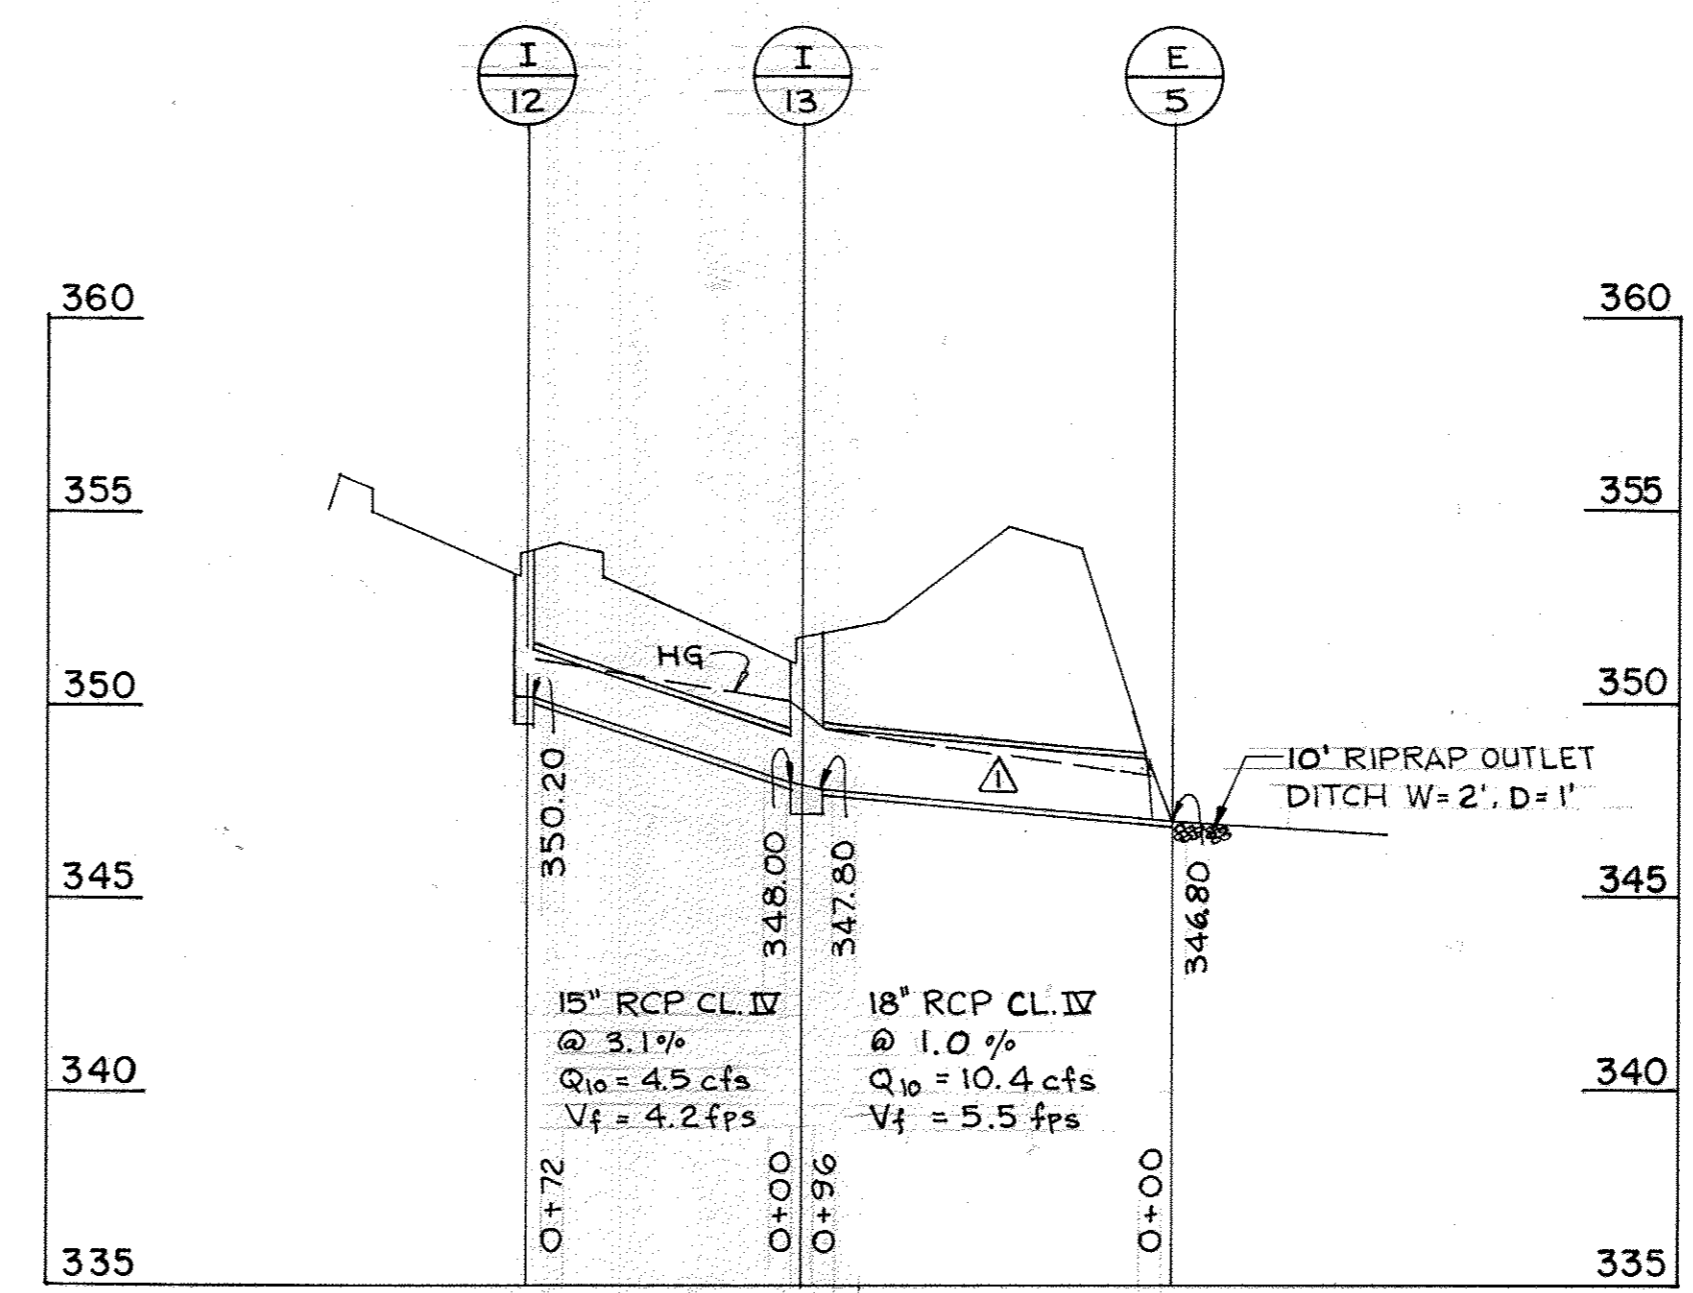 I
12
I
13
E
5
360
360
355
355
HG
350
350
10' RIPRAP OUTLET
DITCH W=2', D=1'
1
350.20
348.00
347.80
346.80
345
345
15" RCP CL. IV
@ 3.1%
Q10 = 4.5 cfs
Vf = 4.2 fps
18" RCP CL. IV
@ 1.0 %
Q10 = 10.4 cfs
Vf = 5.5 fps
340
340
0+72
0+00
0+96
0+00
335
335